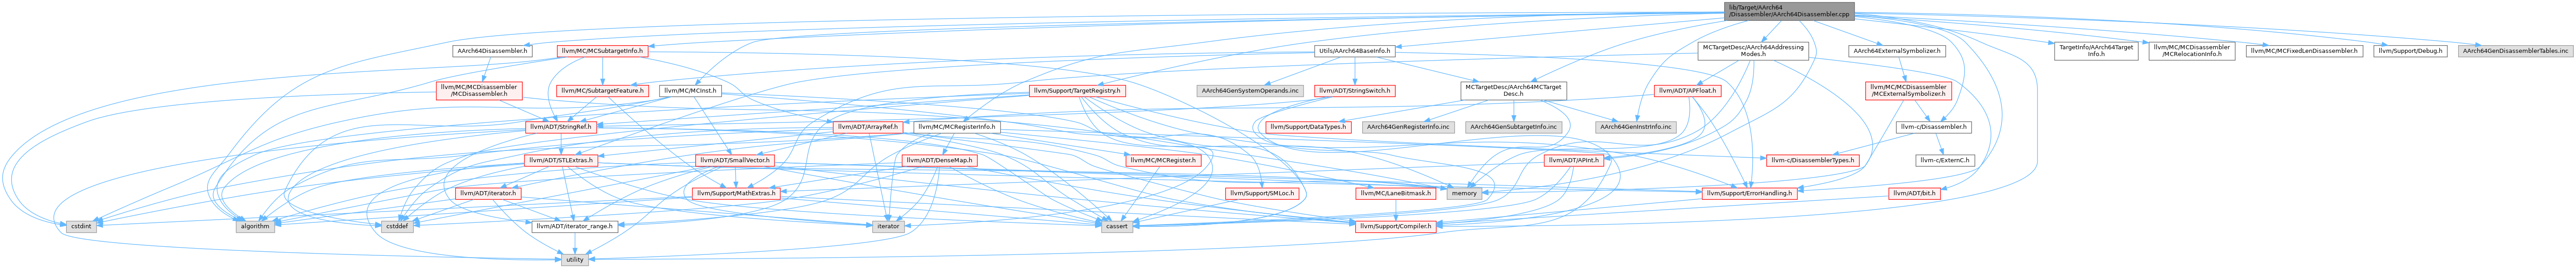 lib/Target/AArch64
/Disassembler/AArch64Disassembler.cpp
AArch64Disassembler.h
llvm/MC/MCSubtargetInfo.h
Utils/AArch64BaseInfo.h
MCTargetDesc/AArch64Addressing
Modes.h
AArch64ExternalSymbolizer.h
TargetInfo/AArch64Target
Info.h
llvm/MC/MCDisassembler
/MCRelocationInfo.h
llvm/MC/MCFixedLenDisassembler.h
llvm/Support/Debug.h
AArch64GenDisassemblerTables.inc
llvm/MC/MCDisassembler
/MCDisassembler.h
llvm/MC/SubtargetFeature.h
llvm/MC/MCInst.h
llvm/Support/TargetRegistry.h
AArch64GenSystemOperands.inc
llvm/ADT/StringSwitch.h
MCTargetDesc/AArch64MCTarget
Desc.h
llvm/ADT/APFloat.h
llvm/MC/MCDisassembler
/MCExternalSymbolizer.h
llvm/ADT/StringRef.h
llvm/ADT/ArrayRef.h
llvm/MC/MCRegisterInfo.h
llvm/Support/DataTypes.h
AArch64GenRegisterInfo.inc
AArch64GenSubtargetInfo.inc
AArch64GenInstrInfo.inc
llvm-c/Disassembler.h
llvm/ADT/STLExtras.h
llvm/ADT/SmallVector.h
llvm/ADT/DenseMap.h
llvm/MC/MCRegister.h
llvm/ADT/APInt.h
llvm-c/DisassemblerTypes.h
llvm-c/ExternC.h
llvm/ADT/iterator.h
llvm/Support/MathExtras.h
llvm/Support/SMLoc.h
llvm/MC/LaneBitmask.h
memory
llvm/Support/ErrorHandling.h
llvm/ADT/bit.h
cstdint
algorithm
cstddef
llvm/ADT/iterator_range.h
iterator
cassert
llvm/Support/Compiler.h
utility